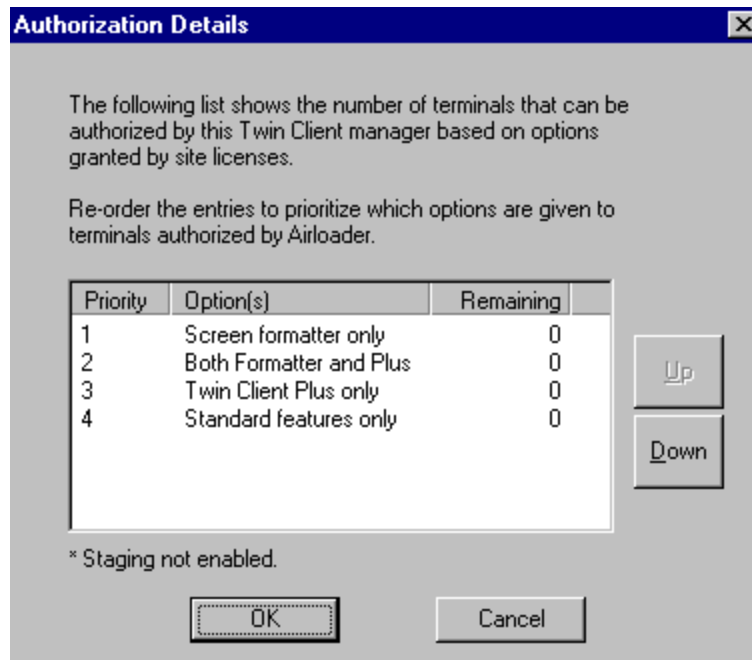 Authorization Details
The following list shows the number of terminals that can be
authorized by this Twin Client manager based on options
granted by site licenses.
Re-order the entries to prioritize which options are given to
terminals authorized by Airloader.
Priority Option(s) Remaining
1 Screen formatter only 0
2 Both Formatter and Plus 0
3 Twin Client Plus only 0
4 Standard features only 0
Up
Down
* Staging not enabled.
OK Cancel